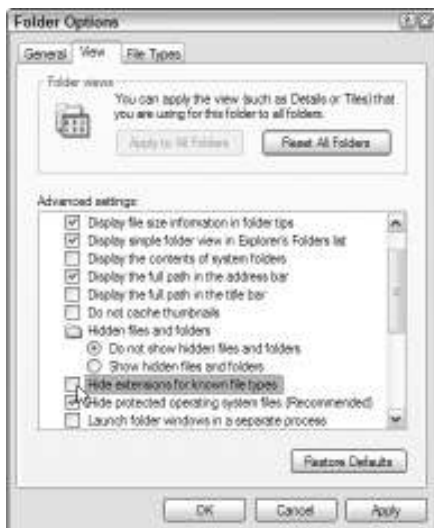 Folder Options
General View File Types
Folder views
You can apply the view (such as Details or Tiles) that
you are using for this folder to all folders.
Apply to All Folders Reset All Folders
Advanced settings:
Display file size information in folder tips
Display simple folder view in Explorer's Folders list
Display the contents of system folders
Display the full path in the address bar
Display the full path in the title bar
Do not cache thumbnails
Hidden files and folders
Do not show hidden files and folders
Show hidden files and folders
Hide extensions for known file types
Hide protected operating system files (Recommended)
Launch folder windows in a separate process
Restore Defaults
OK Cancel Apply